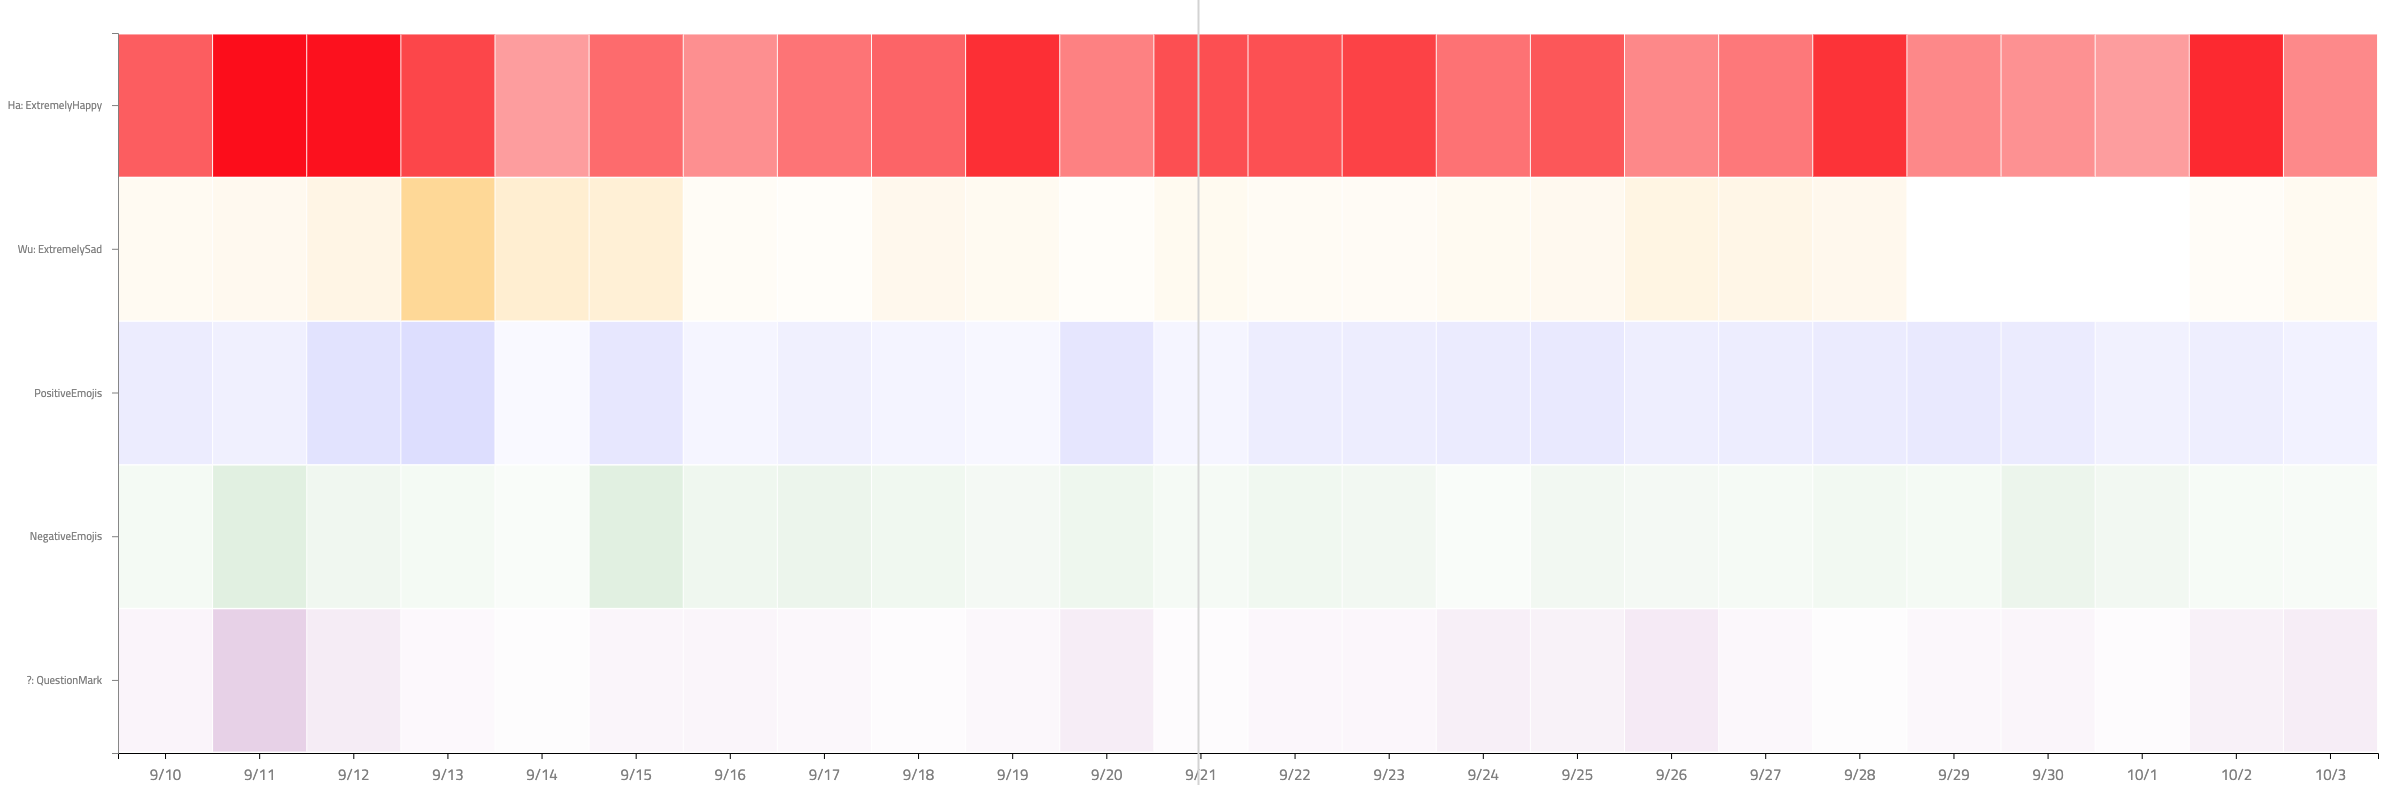 Ha: ExtremelyHappy
Wu: ExtremelySad
PositiveEmojis
NegativeEmojis
?: QuestionMark
9/10 9/11 9/12 9/13 9/14 9/15 9/16 9/17 9/18 9/19 9/20 9/21 9/22 9/23 9/24 9/25 9/26 9/27 9/28 9/29 9/30 10/1 10/2 10/3